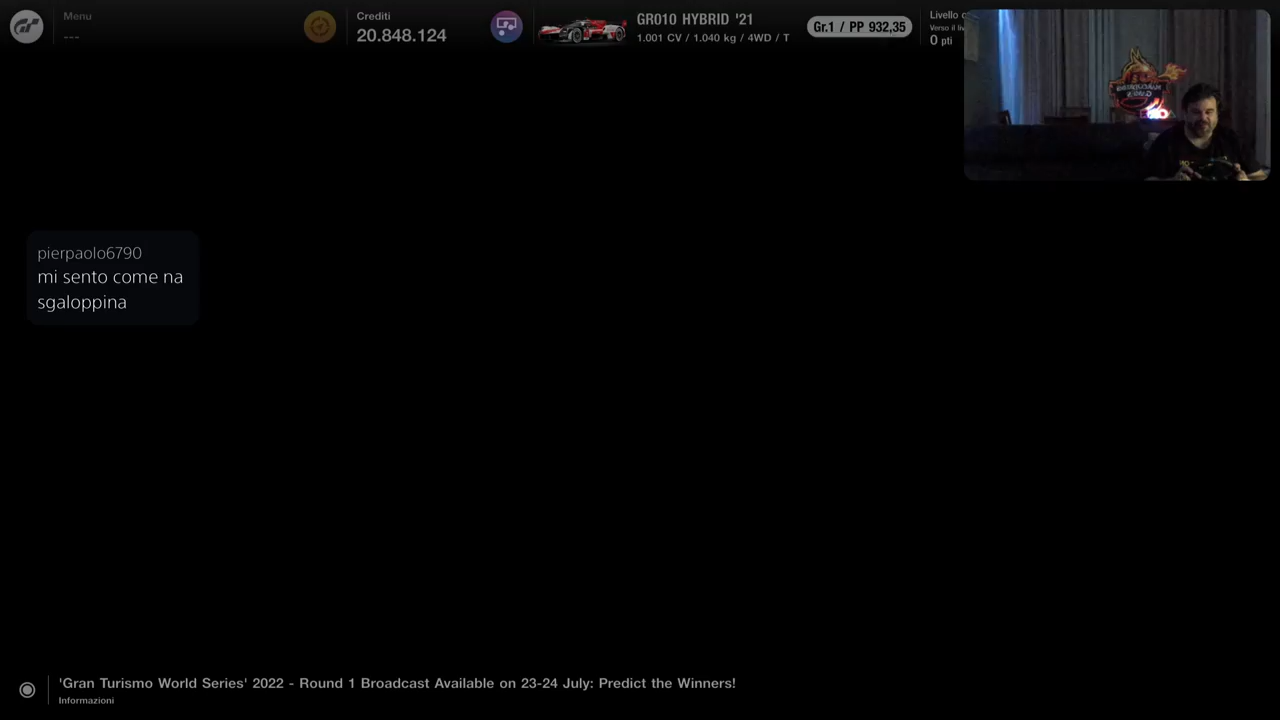 Menu
---
Crediti
20.848.124
GR010 HYBRID '21
1.001 CV / 1.040 kg / 4WD / T
Gr.1 / PP 932,35
Livello
Verso il
0 pti
pierpaolo6790
mi sento come na
sgaloppina
'Gran Turismo World Series' 2022 - Round 1 Broadcast Available on 23-24 July: Predict the Winners!
Informazioni